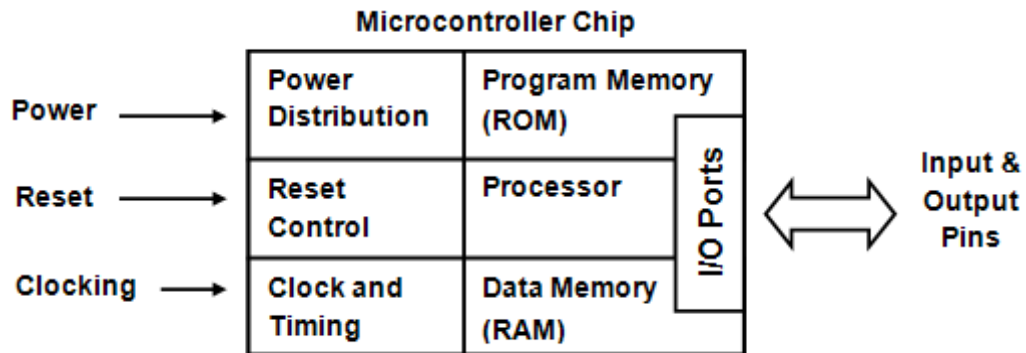 Microcontroller Chip
Power
Power
Distribution
Program Memory
(ROM)
Reset
Reset
Control
Processor
I/O Ports
Input &
Output
Pins
Clocking
Clock and
Timing
Data Memory
(RAM)